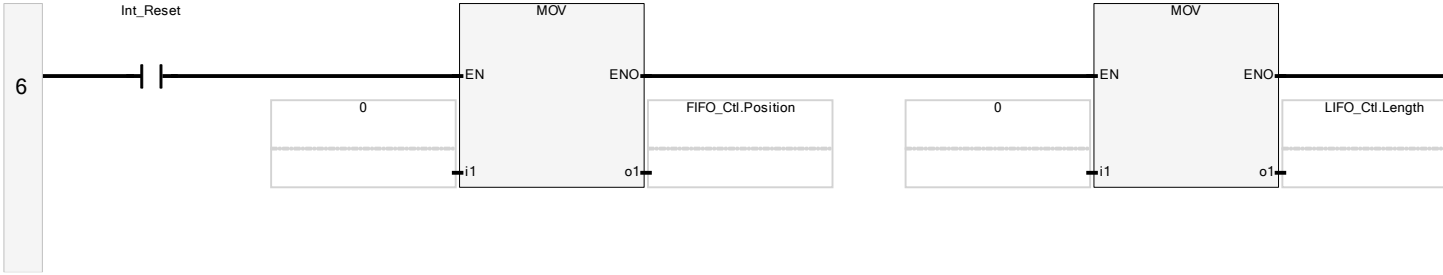 Int_Reset
MOV
MOV
6
EN
ENO
EN
ENO
0
FIFO_Ctl.Position
0
LIFO_Ctl.Length
i1
o1
i1
o1